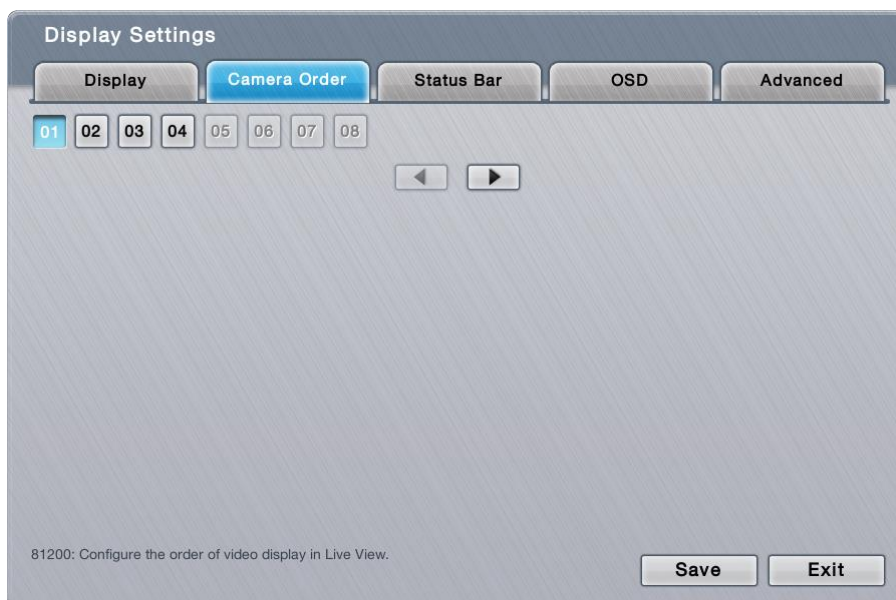 Display Settings
Display Camera Order Status Bar OSD Advanced
01 02 03 04 05 06 07 08
81200: Configure the order of video display in Live View.
Save Exit